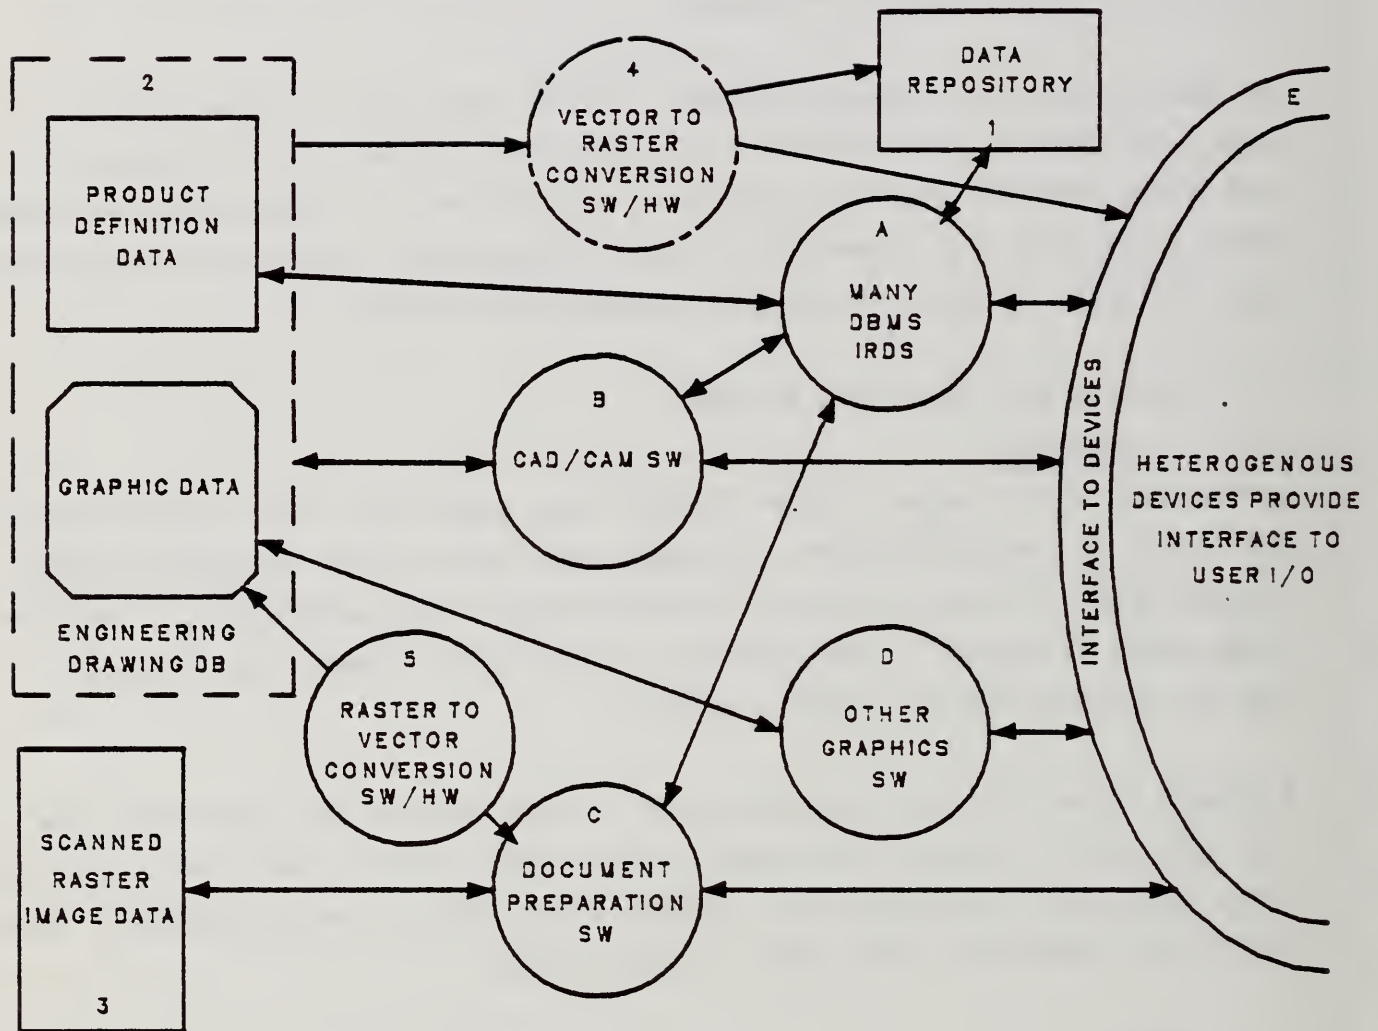 2
PRODUCT
DEFINITION
DATA
GRAPHIC DATA
ENGINEERING
DRAWING DB
4
VECTOR TO
RASTER
CONVERSION
SW/HW
DATA
REPOSITORY
1
A
MANY
DBMS
IRDS
B
CAD/CAM SW
5
RASTER TO
VECTOR
CONVERSION
SW/HW
SCANNED
RASTER
IMAGE DATA
3
C
DOCUMENT
PREPARATION
SW
D
OTHER
GRAPHICS
SW
INTERFACE TO DEVICES
E
HETEROGENOUS
DEVICES PROVIDE
INTERFACE TO
USER I/O